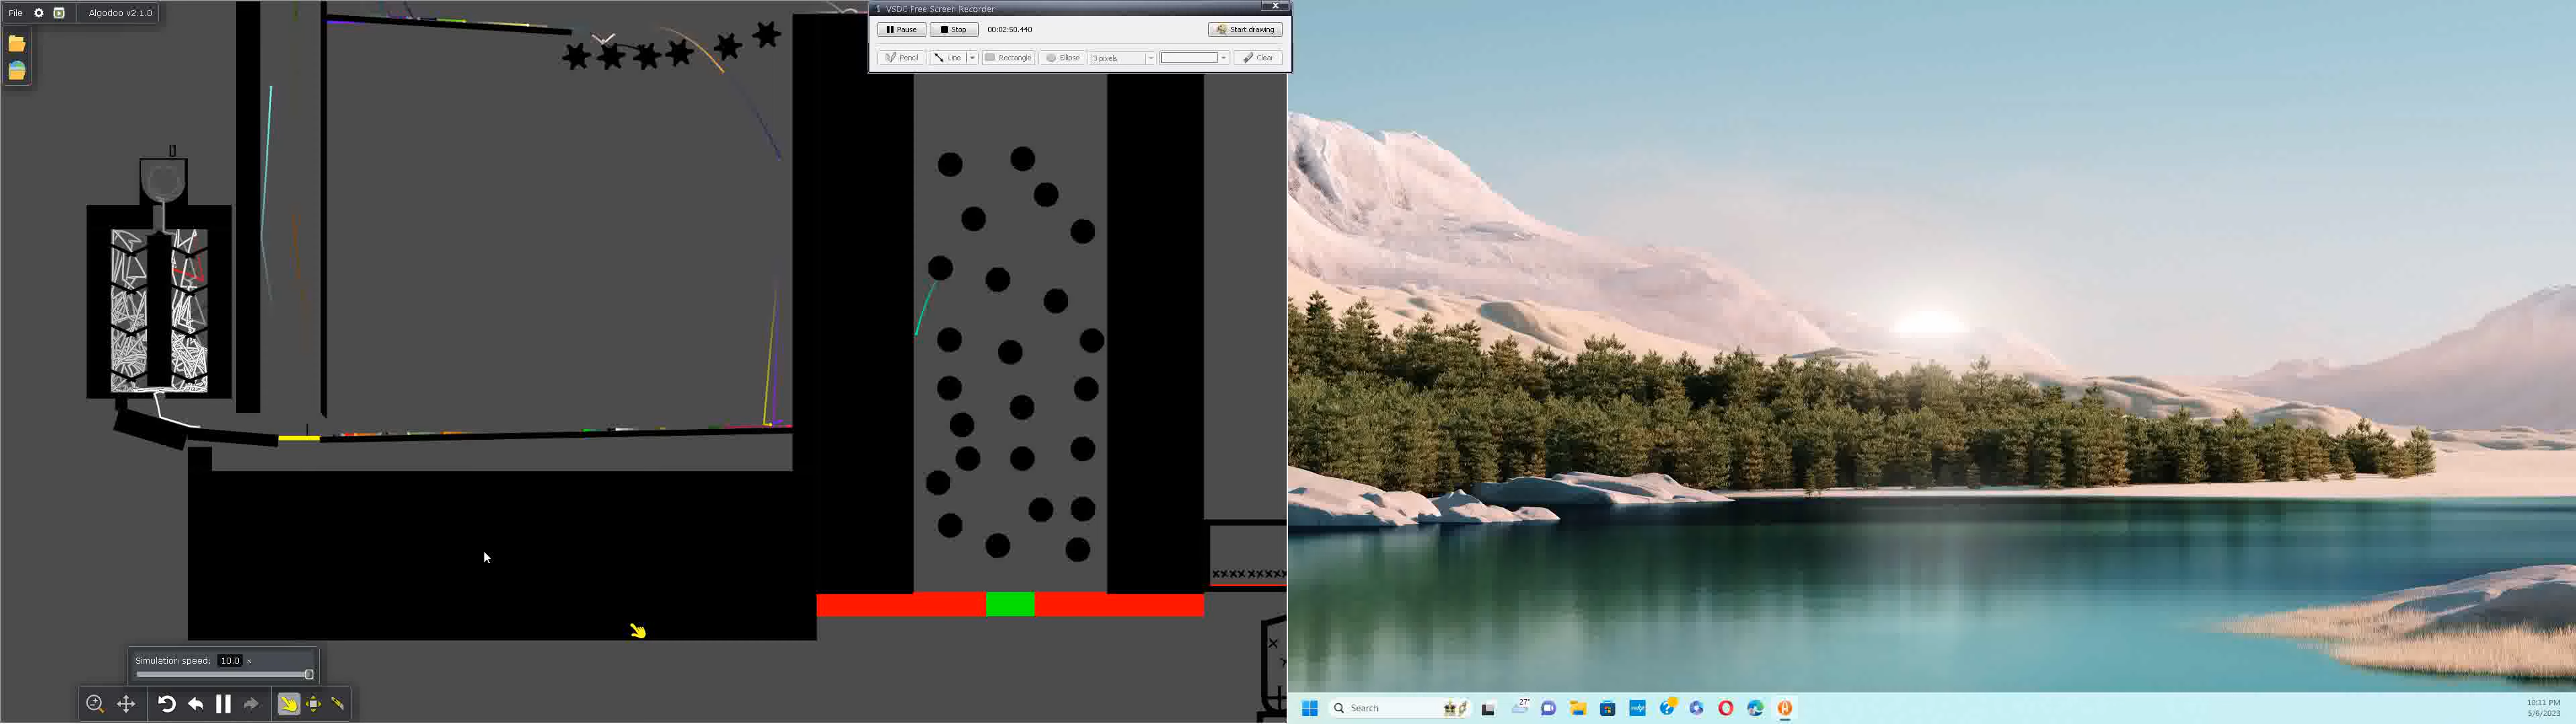 File Algodoo v2.1.0
VSDC Free Screen Recorder
Pause Stop 00:02:50.440 Start drawing
Pencil Line Rectangle Ellipse 3 pixels Clear
Simulation speed: 10.0 x
Search
27°
10:11 PM
5/6/2023